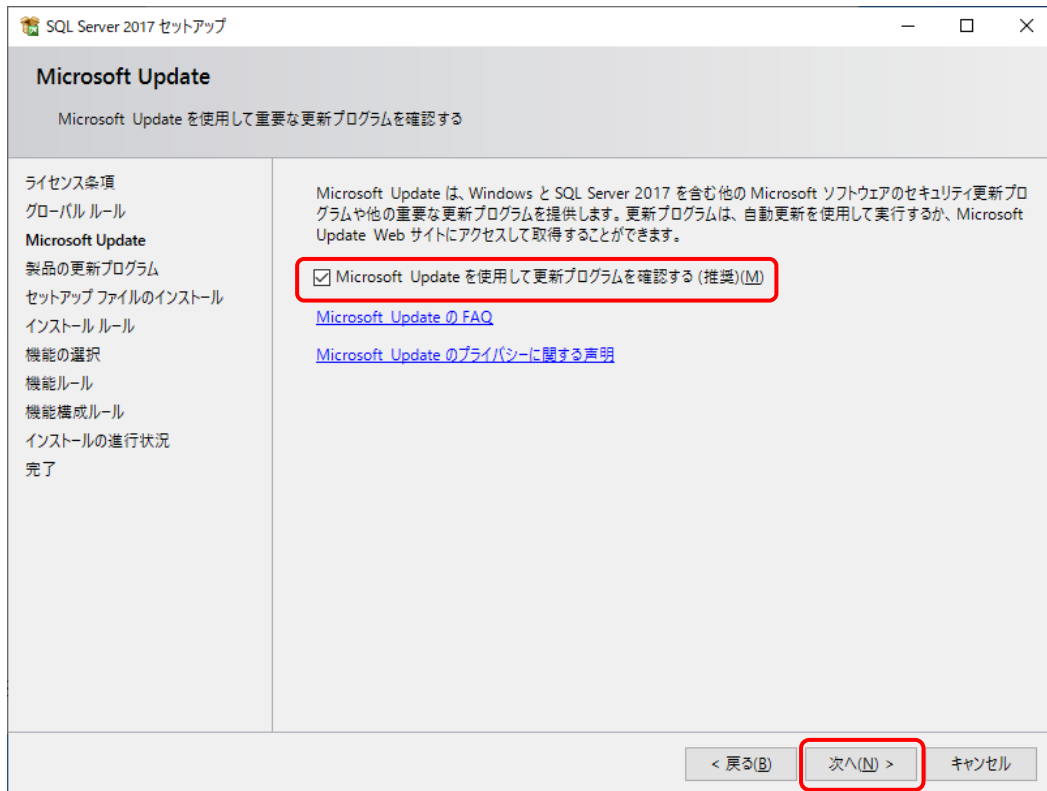 SQL Server 2017 セットアップ
Microsoft Update
Microsoft Update を使用して重要な更新プログラムを確認する
ライセンス条項
グローバル ルール
Microsoft Update
製品の更新プログラム
セットアップ ファイルのインストール
インストール ルール
機能の選択
機能ルール
機能構成ルール
インストールの進行状況
完了
Microsoft Update は、Windows と SQL Server 2017 を含む他の Microsoft ソフトウェアのセキュリティ更新プロ
グラムや他の重要な更新プログラムを提供します。更新プログラムは、自動更新を使用して実行するか、Microsoft
Update Web サイトにアクセスして取得することができます。
Microsoft Update を使用して更新プログラムを確認する (推奨)(M)
Microsoft Update の FAQ
Microsoft Update のプライバシーに関する声明
< 戻る(B)
次へ(N) >
キャンセル